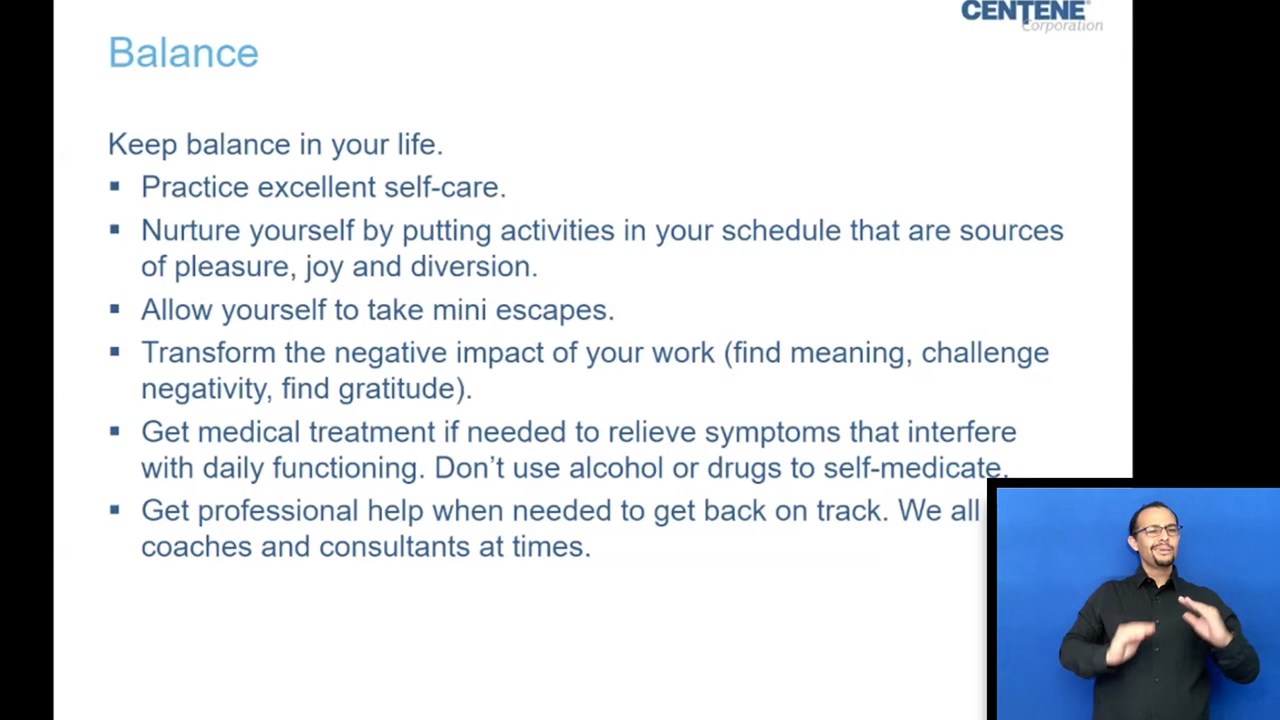 CENTENE
Corporation
Balance
Keep balance in your life.
▪ Practice excellent self-care.
▪ Nurture yourself by putting activities in your schedule that are sources
of pleasure, joy and diversion.
▪ Allow yourself to take mini escapes.
▪ Transform the negative impact of your work (find meaning, challenge
negativity, find gratitude).
▪ Get medical treatment if needed to relieve symptoms that interfere
with daily functioning. Don’t use alcohol or drugs to self-medicate.
▪ Get professional help when needed to get back on track. We all
coaches and consultants at times.